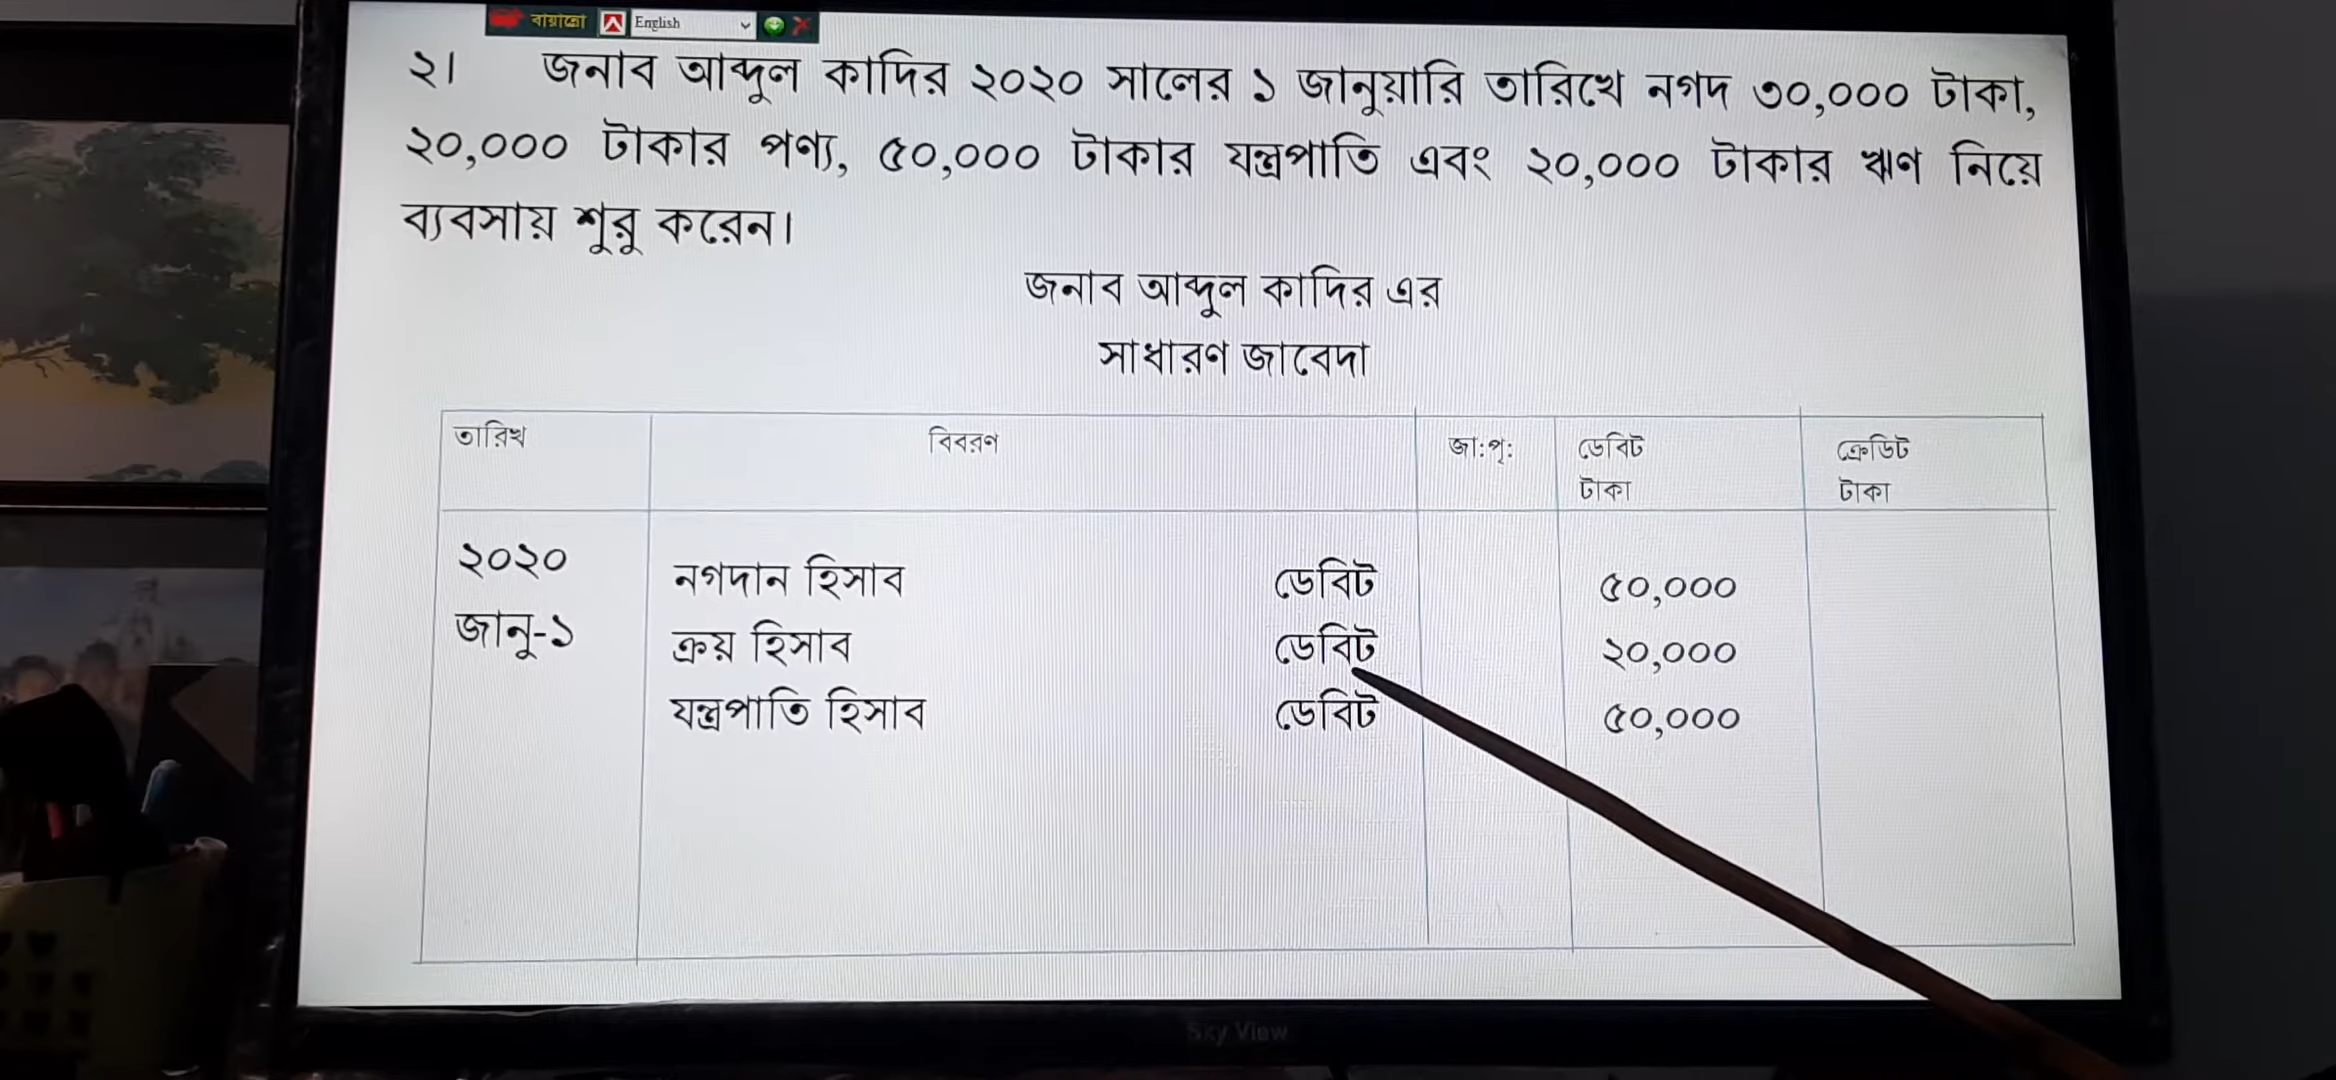 বায়ান্নো English
২। জনাব আব্দুল কাদির ২০২০ সালের ১ জানুয়ারি তারিখে নগদ ৩০,০০০ টাকা,
২০,০০০ টাকার পণ্য, ৫০,০০০ টাকার যন্ত্রপাতি এবং ২০,০০০ টাকার ঋণ নিয়ে
ব্যবসায় শুরু করেন।
জনাব আব্দুল কাদির এর
সাধারণ জাবেদা
তারিখ বিবরণ জা:পৃ: ডেবিট ক্রেডিট
টাকা টাকা
২০২০ নগদান হিসাব ডেবিট ৫০,০০০
জানু-১ ক্রয় হিসাব ডেবিট ২০,০০০
যন্ত্রপাতি হিসাব ডেবিট ৫০,০০০
Sky View